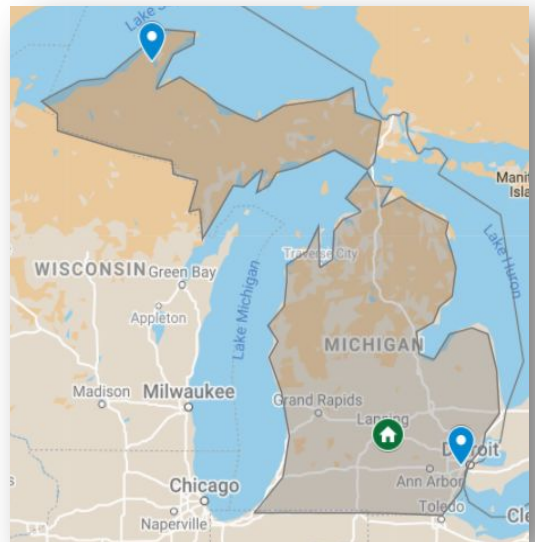 Lake S
Manit
Isla
WISCONSIN
Green Bay
Traverse City
Lake Huron
Appleton
Lake Michigan
MICHIGAN
Madison
Milwaukee
Grand Rapids
Lansing
Detroit
Ann Arbor
Chicago
Toledo
Cle
Naperville